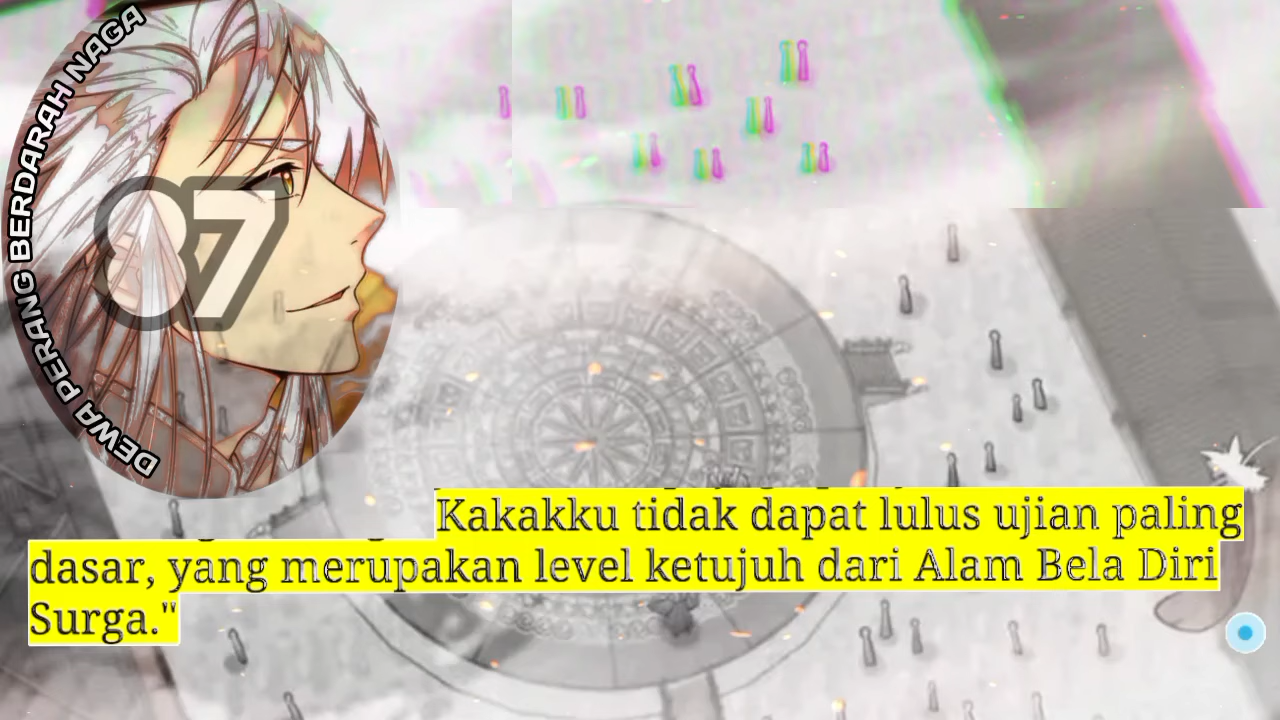 DEWA PERANG BERDARAH NAGA
87
Kakakku tidak dapat lulus ujian paling
dasar, yang merupakan level ketujuh dari Alam Bela Diri
Surga."